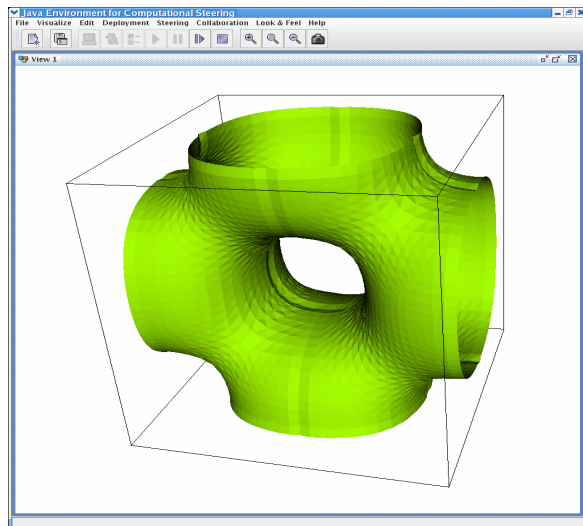 Java Environment for Computational Steering
File Visualize Edit Deployment Steering Collaboration Look & Feel Help
View 1